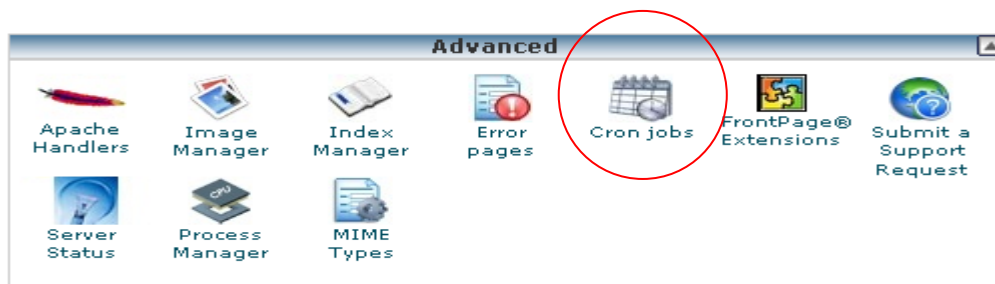 Advanced
Apache
Handlers
Image
Manager
Index
Manager
Error
pages
Cron jobs
FrontPage®
Extensions
Submit a
Support
Request
Server
Status
CPU
Process
Manager
MIME
Types